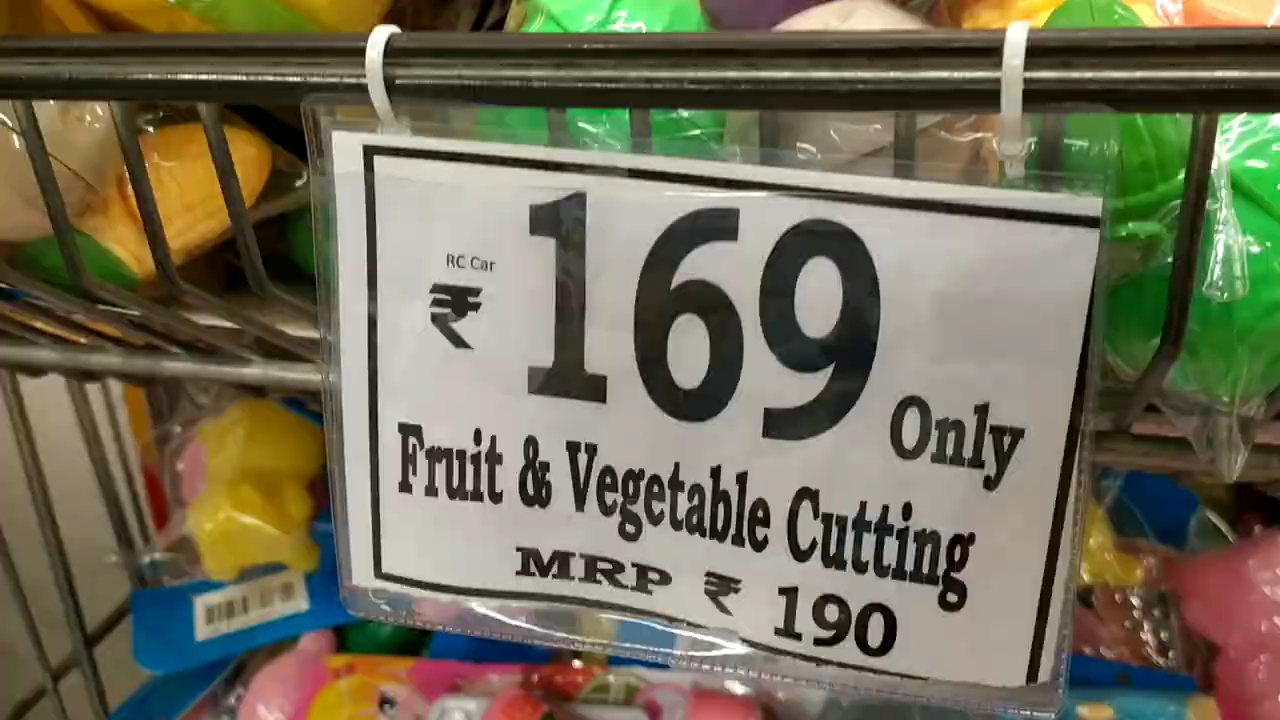 RC Car
₹ 169 Only
Fruit & Vegetable Cutting
MRP ₹ 190